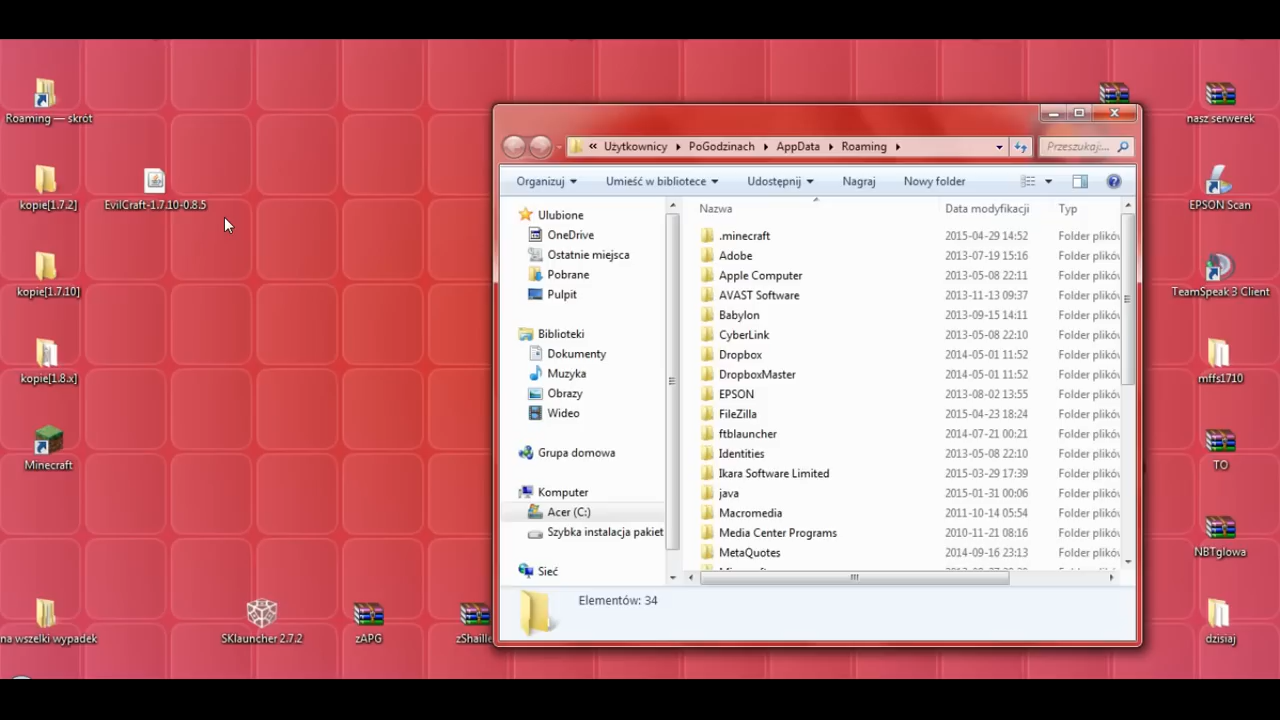 Roaming — skrót
kopie[1.7.2]
EvilCraft-1.7.10-0.8.5
kopie[1.7.10]
kopie[1.8.x]
Minecraft
na wszelki wypadek
SKlauncher 2.7.2
zAPG
zShaille
« Użytkownicy ▸ PoGodzinach ▸ AppData ▸ Roaming ▸
Przeszukaj:...
Organizuj
Umieść w bibliotece
Udostępnij
Nagraj
Nowy folder
Ulubione
OneDrive
Ostatnie miejsca
Pobrane
Pulpit
Biblioteki
Dokumenty
Muzyka
Obrazy
Wideo
Grupa domowa
Komputer
Acer (C:)
Szybka instalacja pakiet
Sieć
Nazwa Data modyfikacji Typ
.minecraft 2015-04-29 14:52 Folder plików
Adobe 2013-07-19 15:16 Folder plików
Apple Computer 2013-05-08 22:11 Folder plików
AVAST Software 2013-11-13 09:37 Folder plików
Babylon 2013-09-15 14:11 Folder plików
CyberLink 2013-05-08 22:10 Folder plików
Dropbox 2014-05-01 11:52 Folder plików
DropboxMaster 2014-05-01 11:52 Folder plików
EPSON 2013-08-02 13:55 Folder plików
FileZilla 2015-04-23 18:24 Folder plików
ftblauncher 2014-07-21 00:21 Folder plików
Identities 2013-05-08 22:10 Folder plików
Ikara Software Limited 2015-03-29 17:39 Folder plików
java 2015-01-31 00:06 Folder plików
Macromedia 2011-10-14 05:54 Folder plików
Media Center Programs 2010-11-21 08:16 Folder plików
MetaQuotes 2014-09-16 23:13 Folder plików
Elementów: 34
nasz serwerek
EPSON Scan
TeamSpeak 3 Client
mffs1710
TO
NBTglowa
dzisiaj